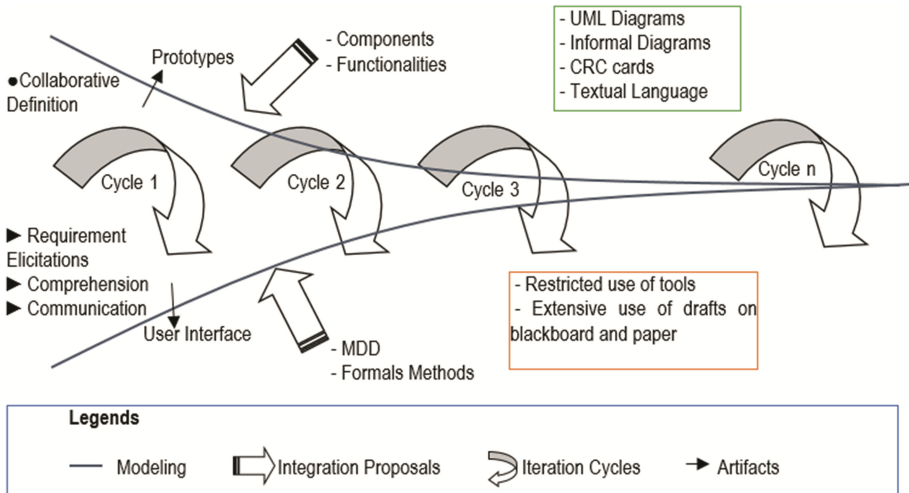 Prototypes
●Collaborative
Definition
- Components
- Functionalities
- UML Diagrams
- Informal Diagrams
- CRC cards
- Textual Language
Cycle 1
Cycle 2
Cycle 3
Cycle n
► Requirement
Elicitations
► Comprehension
► Communication
User Interface
- MDD
- Formals Methods
- Restricted use of tools
- Extensive use of drafts on
blackboard and paper
Legends
Modeling
Integration Proposals
Iteration Cycles
Artifacts